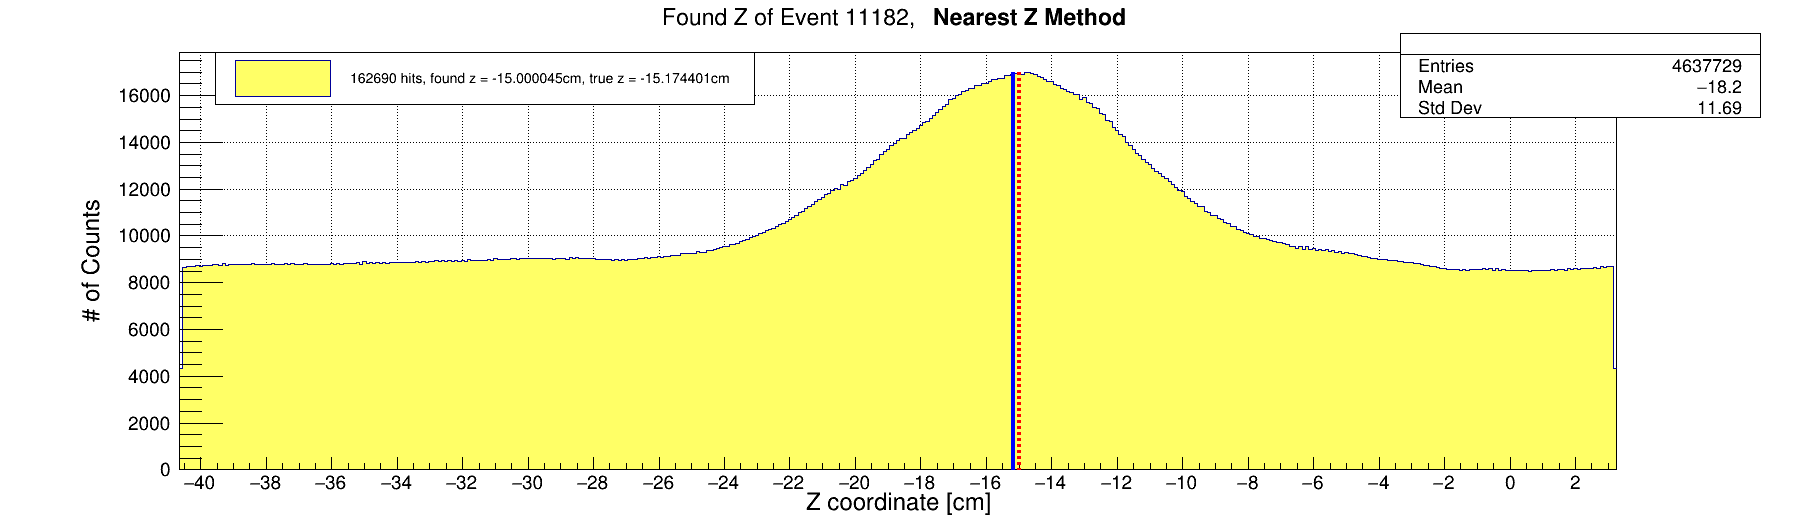 Found Z of Event 11182, Nearest Z Method
162690 hits, found z = -15.000045cm, true z = -15.174401cm
Entries 4637729
Mean −18.2
Std Dev 11.69
# of Counts
16000
14000
12000
10000
8000
6000
4000
2000
0
−40 −38 −36 −34 −32 −30 −28 −26 −24 −22 −20 −18 −16 −14 −12 −10 −8 −6 −4 −2 0 2
Z coordinate [cm]